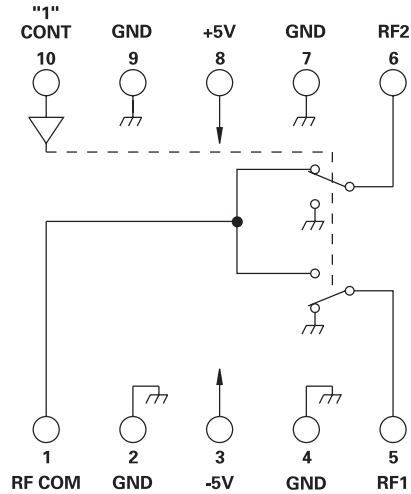 "1"
CONT GND +5V GND RF2
10 9 8 7 6
1 2 3 4 5
RF COM GND -5V GND RF1